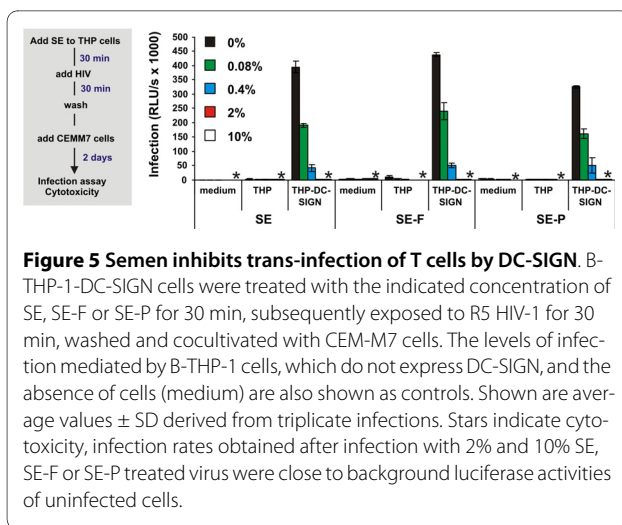 Add SE to THP cells
30 min
add HIV
30 min
wash
add CEMM7 cells
2 days
Infection assay
Cytotoxicity
Infection (RLU/s x 1000)
500
450
400
350
300
250
200
150
100
50
0
0%
0.08%
0.4%
2%
10%
* * * * * * * * *
medium THP THP-DC-SIGN medium THP THP-DC-SIGN medium THP THP-DC-SIGN
SE SE-F SE-P
Figure 5 Semen inhibits trans-infection of T cells by DC-SIGN. B-
THP-1-DC-SIGN cells were treated with the indicated concentration of
SE, SE-F or SE-P for 30 min, subsequently exposed to R5 HIV-1 for 30
min, washed and cocultivated with CEM-M7 cells. The levels of infec-
tion mediated by B-THP-1 cells, which do not express DC-SIGN, and the
absence of cells (medium) are also shown as controls. Shown are aver-
age values ± SD derived from triplicate infections. Stars indicate cyto-
toxicity, infection rates obtained after infection with 2% and 10% SE,
SE-F or SE-P treated virus were close to background luciferase activities
of uninfected cells.